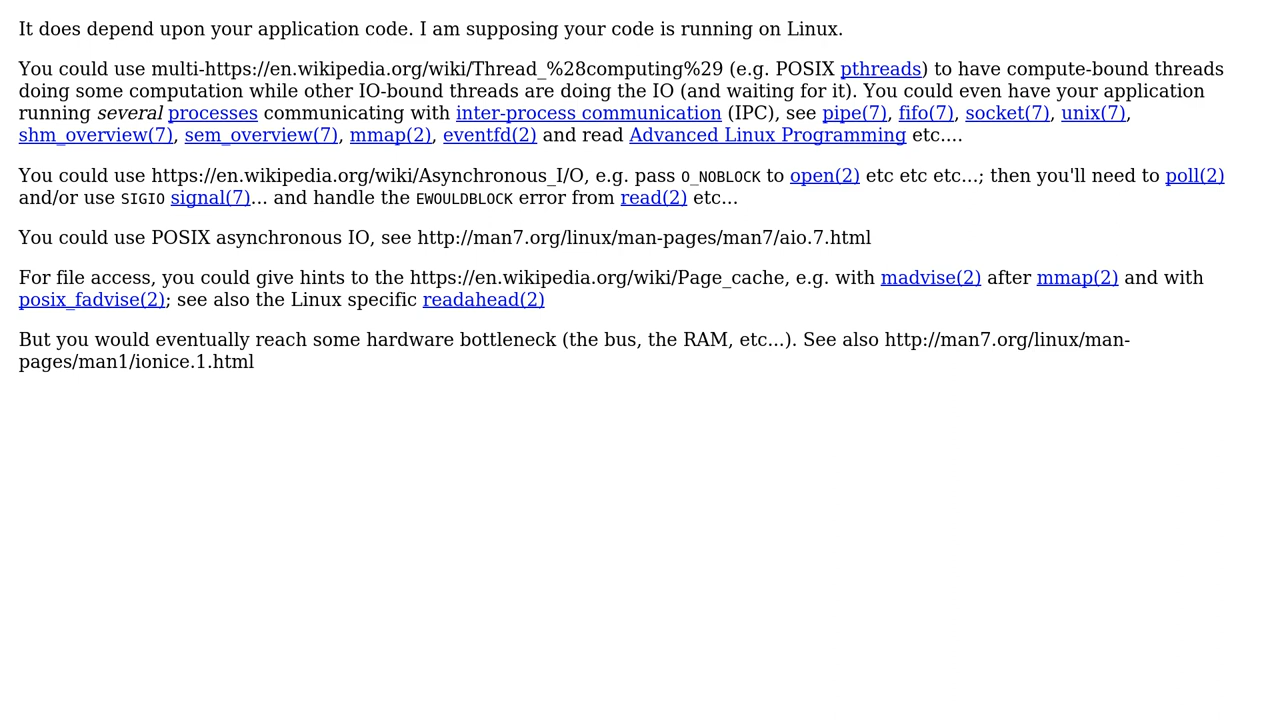 It does depend upon your application code. I am supposing your code is running on Linux.
You could use multi-https://en.wikipedia.org/wiki/Thread_%28computing%29 (e.g. POSIX pthreads) to have compute-bound threads
doing some computation while other IO-bound threads are doing the IO (and waiting for it). You could even have your application
running several processes communicating with inter-process communication (IPC), see pipe(7), fifo(7), socket(7), unix(7),
shm_overview(7), sem_overview(7), mmap(2), eventfd(2) and read Advanced Linux Programming etc....
You could use https://en.wikipedia.org/wiki/Asynchronous_I/O, e.g. pass O_NOBLOCK to open(2) etc etc etc...; then you'll need to poll(2)
and/or use SIGIO signal(7)... and handle the EWOULDBLOCK error from read(2) etc...
You could use POSIX asynchronous IO, see http://man7.org/linux/man-pages/man7/aio.7.html
For file access, you could give hints to the https://en.wikipedia.org/wiki/Page_cache, e.g. with madvise(2) after mmap(2) and with
posix_fadvise(2); see also the Linux specific readahead(2)
But you would eventually reach some hardware bottleneck (the bus, the RAM, etc...). See also http://man7.org/linux/man-
pages/man1/ionice.1.html